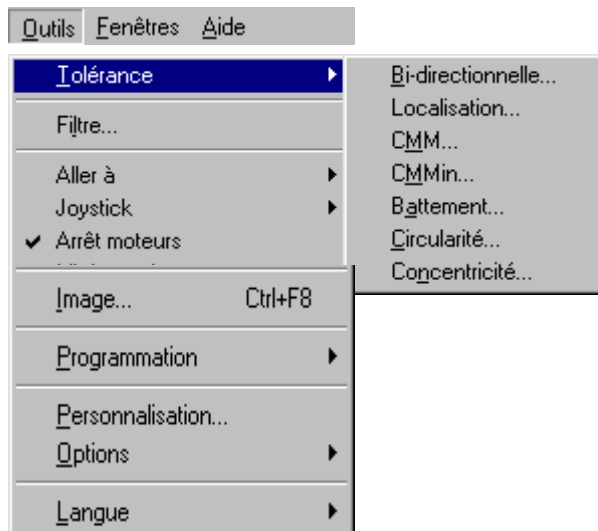 Outils Fenêtres Aide
Tolérance
Filtre...
Aller à
Joystick
Arrêt moteurs
Image... Ctrl+F8
Programmation
Personnalisation...
Options
Langue
Bi-directionnelle...
Localisation...
CMM...
CMMin...
Battement...
Circularité...
Concentricité...